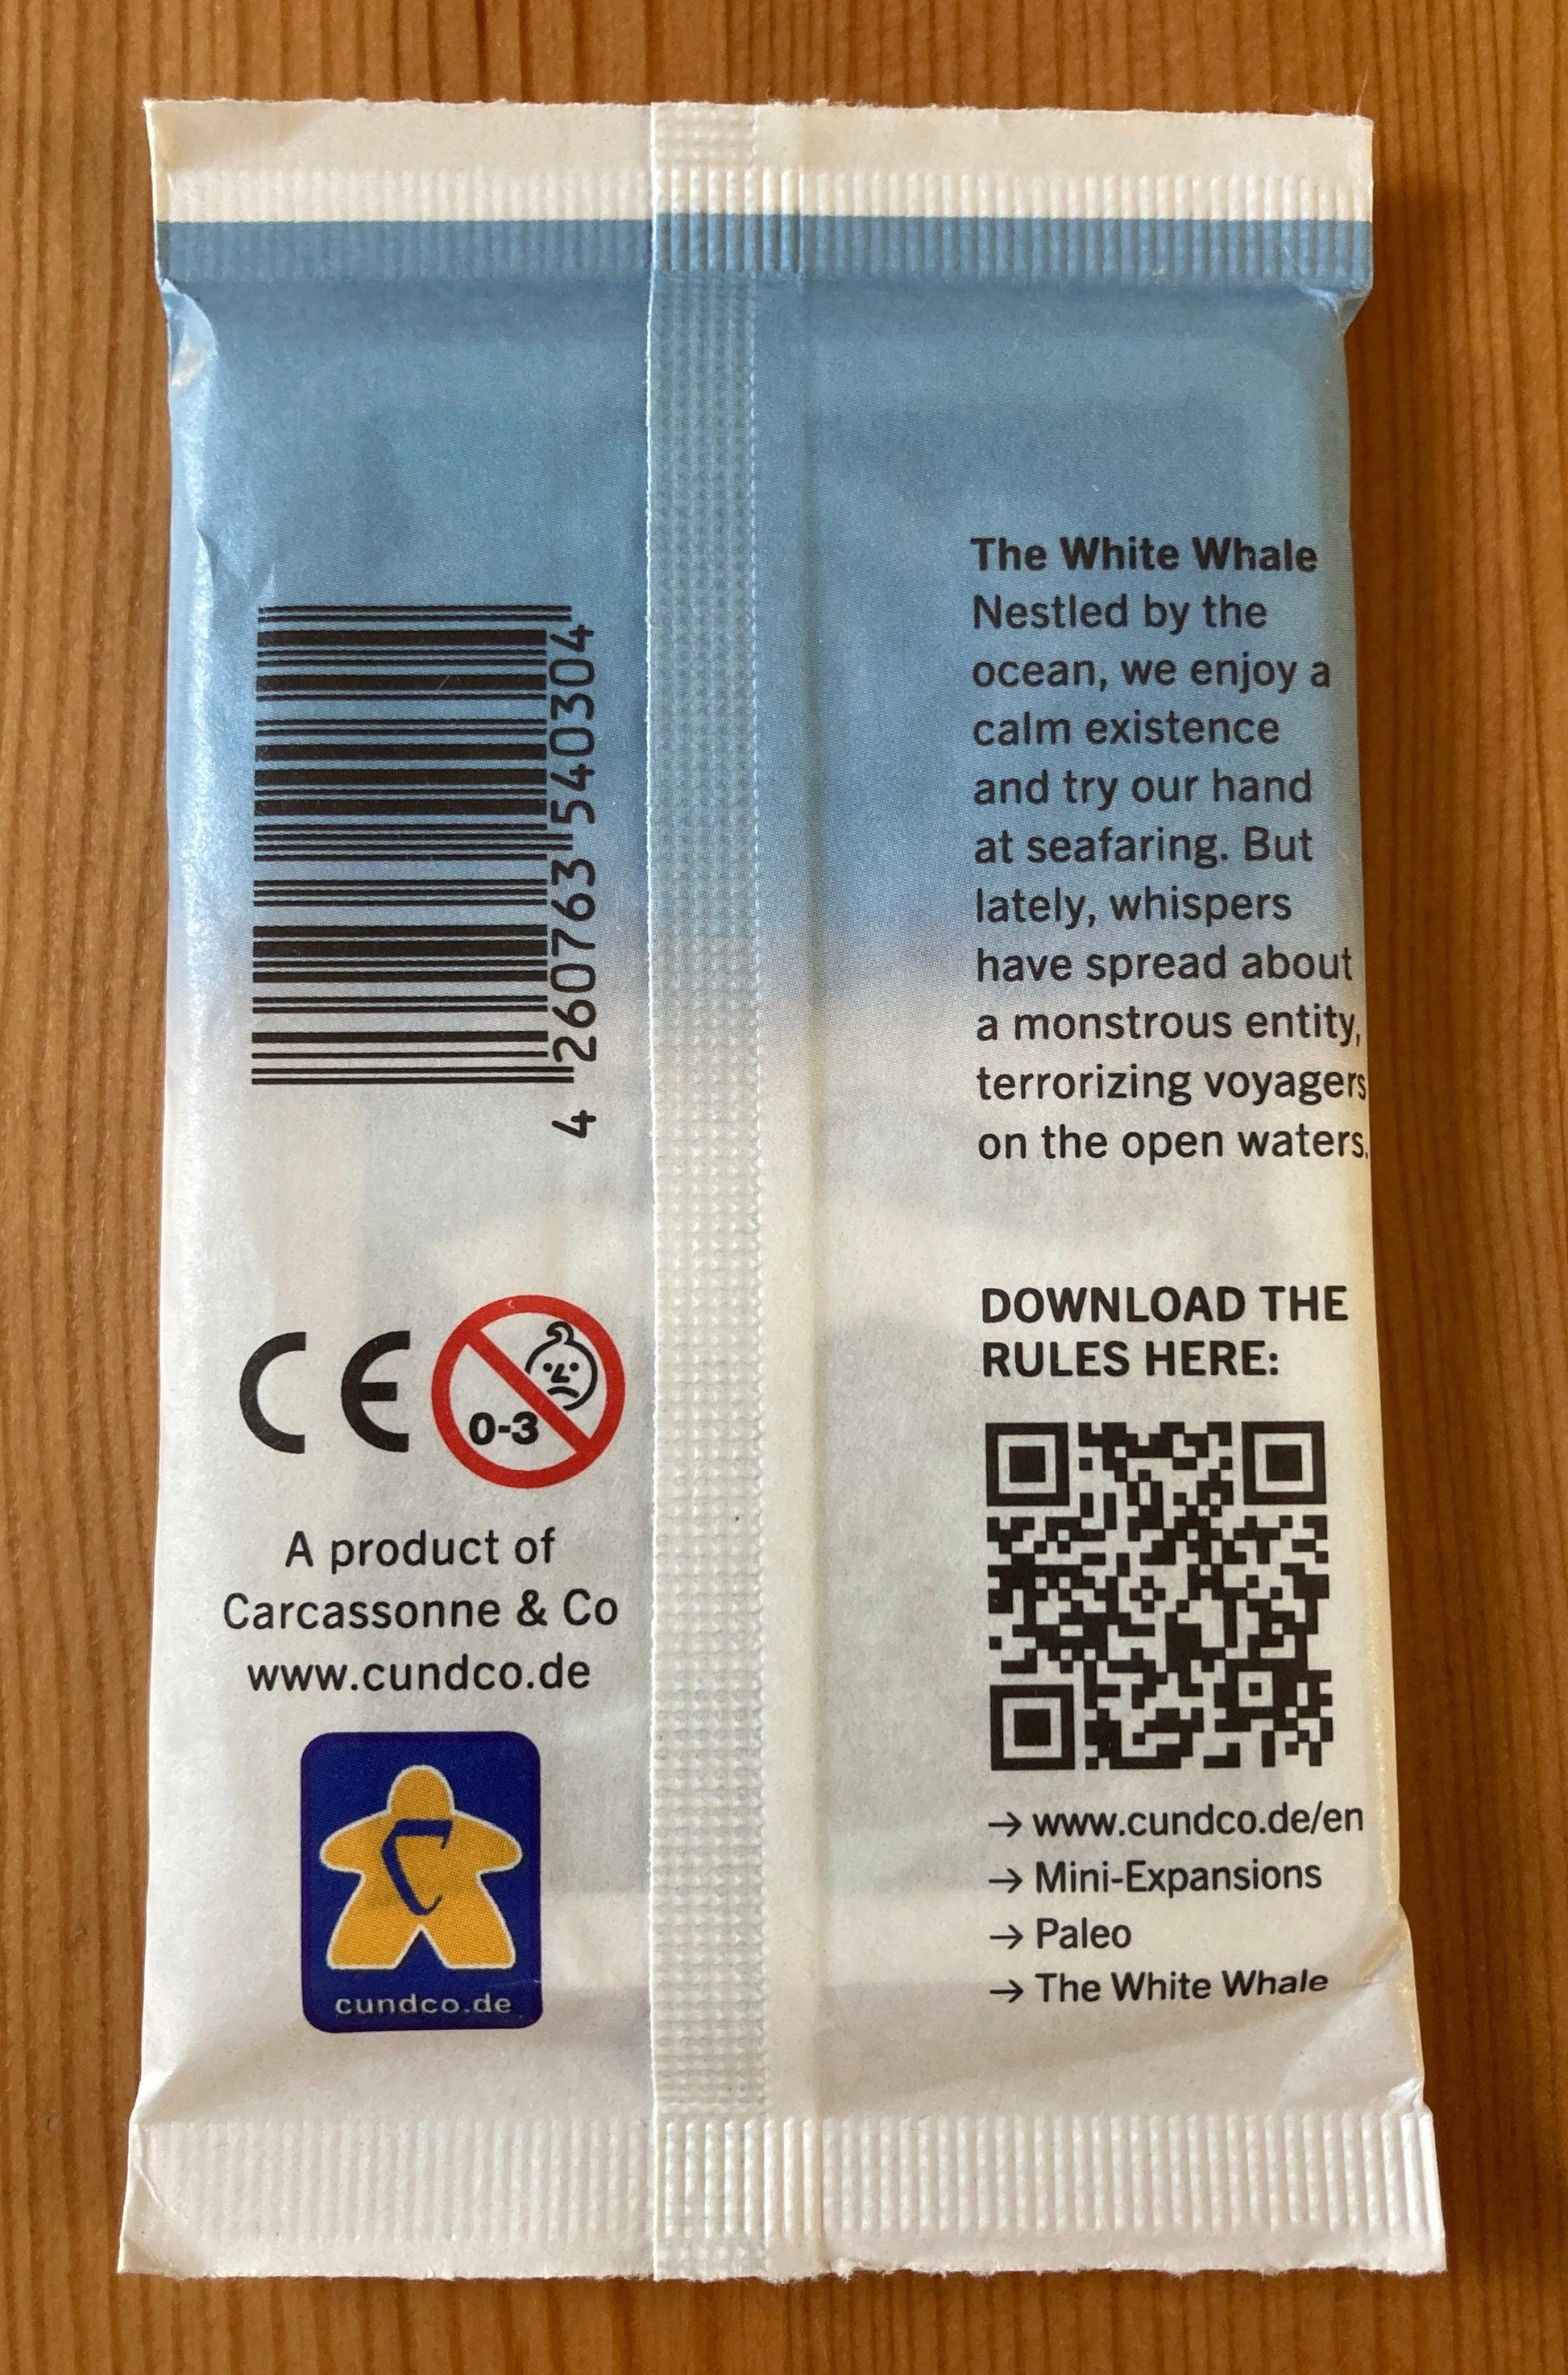 4 260763 540304
0-3
A product of
Carcassonne & Co
www.cundco.de
C
cundco.de
The White Whale
Nestled by the
ocean, we enjoy a
calm existence
and try our hand
at seafaring. But
lately, whispers
have spread about
a monstrous entity,
terrorizing voyagers
on the open waters.
DOWNLOAD THE
RULES HERE:
→ www.cundco.de/en
→ Mini-Expansions
→ Paleo
→ The White Whale